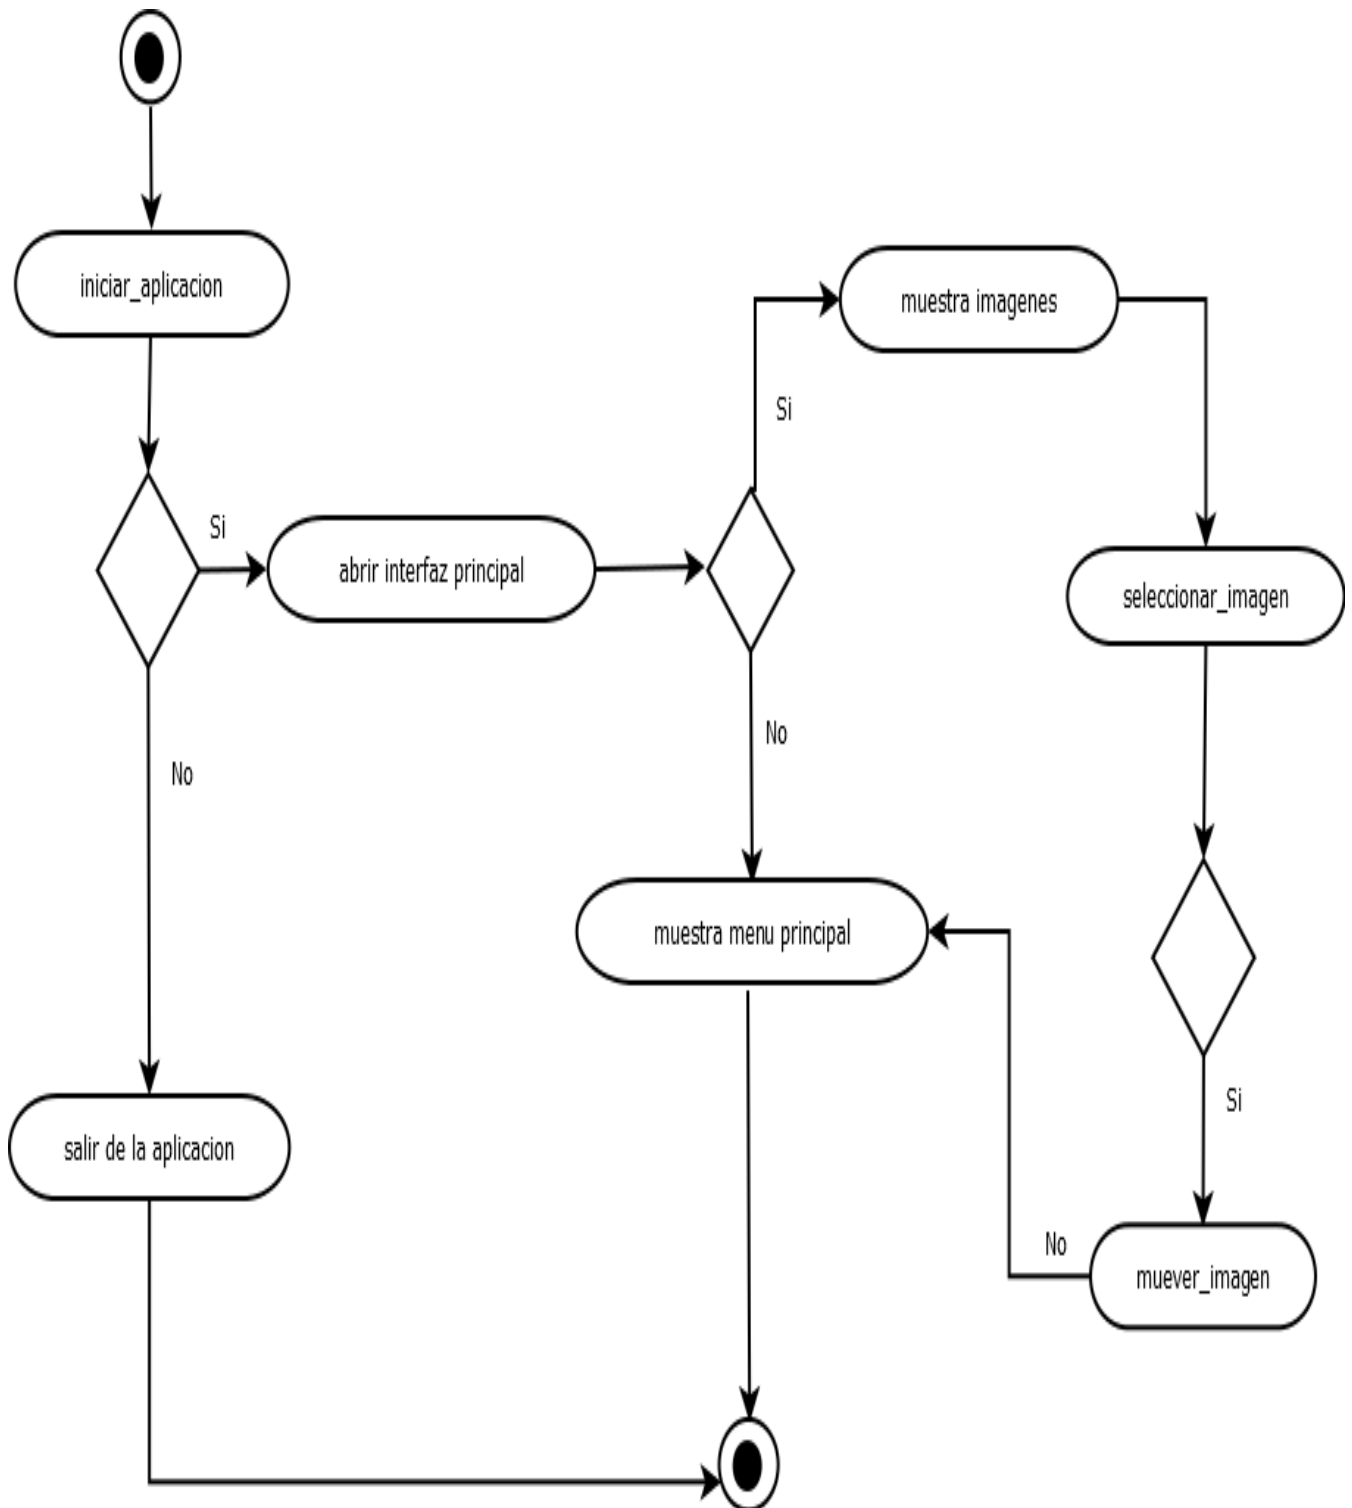 iniciar_aplicacion
muestra imagenes
Si
Si
abrir interfaz principal
seleccionar_imagen
No
No
muestra menu principal
Si
salir de la aplicacion
No
muever_imagen